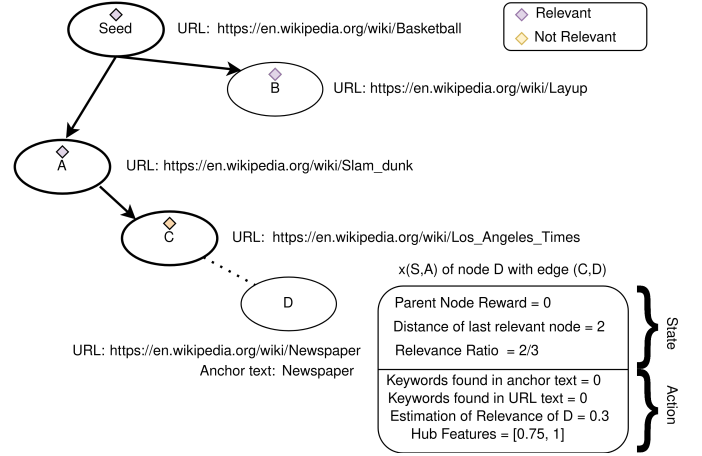 Seed
URL: https://en.wikipedia.org/wiki/Basketball
Relevant
Not Relevant
B
URL: https://en.wikipedia.org/wiki/Layup
A
URL: https://en.wikipedia.org/wiki/Slam_dunk
C
URL: https://en.wikipedia.org/wiki/Los_Angeles_Times
D
URL: https://en.wikipedia.org/wiki/Newspaper
Anchor text: Newspaper
x(S,A) of node D with edge (C,D)
Parent Node Reward = 0
Distance of last relevant node = 2
Relevance Ratio = 2/3
State
Keywords found in anchor text = 0
Keywords found in URL text = 0
Estimation of Relevance of D = 0.3
Hub Features = [0.75, 1]
Action